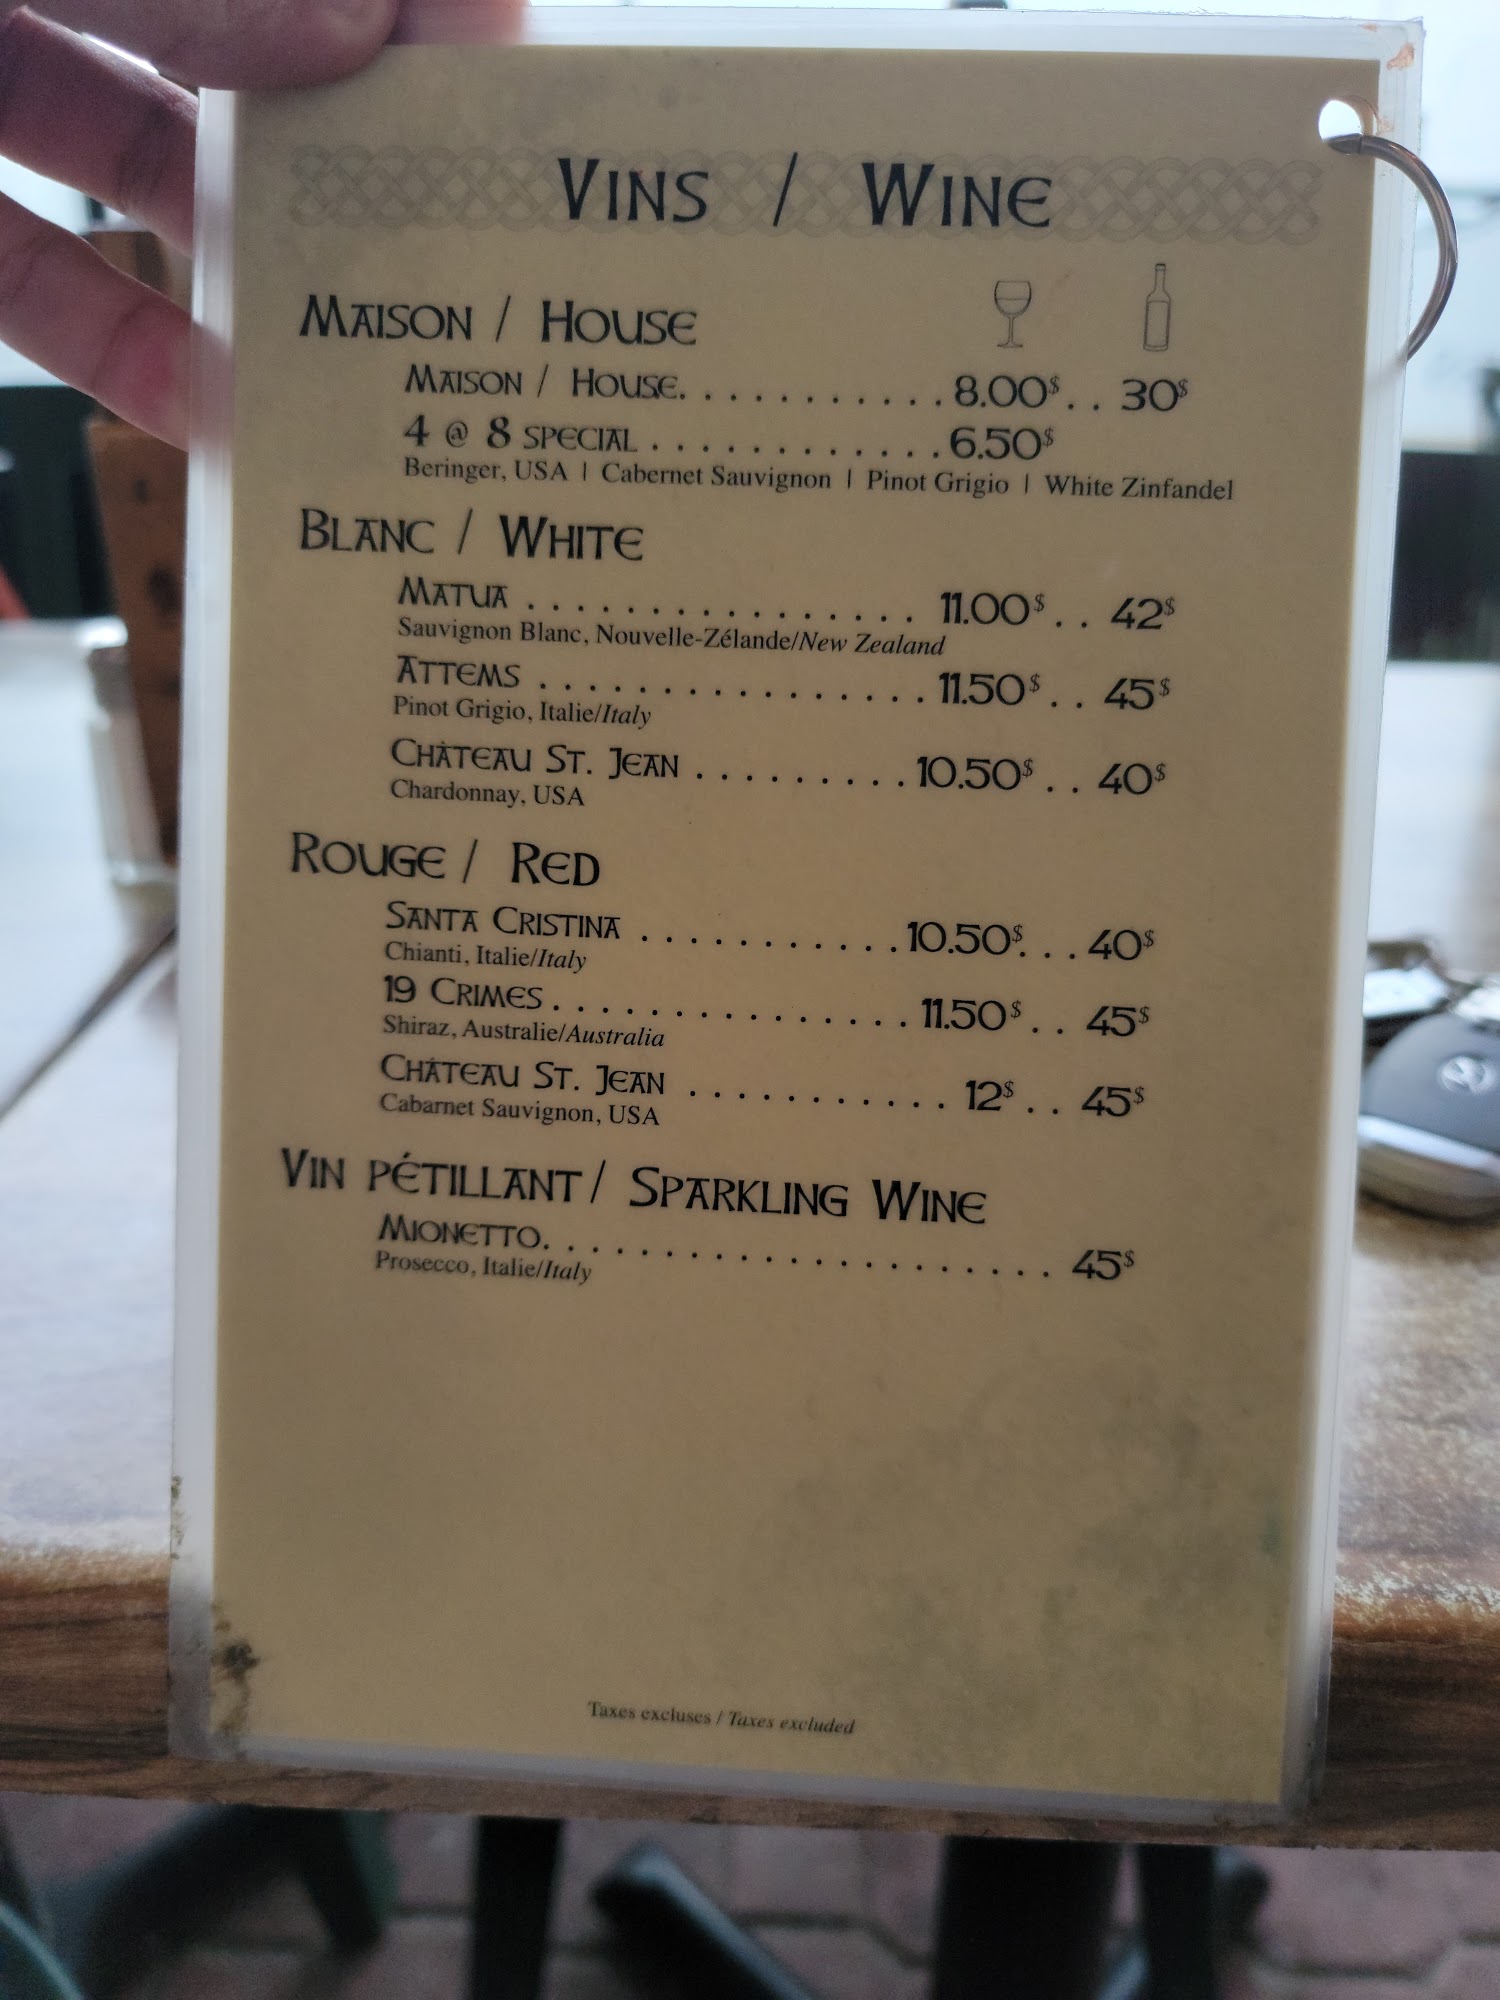 VINS / WINE
MAISON / HOUSE
MAISON / HOUSE. . . . . . . . . . . 8.00$ . . 30$
4 @ 8 SPECIAL . . . . . . . . . . . . 6.50$
Beringer, USA | Cabernet Sauvignon | Pinot Grigio | White Zinfandel
BLANC / WHITE
MATUA . . . . . . . . . . . . . . . . 11.00$ . . 42$
Sauvignon Blanc, Nouvelle-Zélande/New Zealand
ATTEMS . . . . . . . . . . . . . . . . 11.50$ . . 45$
Pinot Grigio, Italie/Italy
CHÂTEAU ST. JEAN . . . . . . . . . 10.50$ . . 40$
Chardonnay, USA
ROUGE / RED
SANTA CRISTINA . . . . . . . . . . . 10.50$. . . 40$
Chianti, Italie/Italy
19 CRIMES . . . . . . . . . . . . . . . 11.50$ . . 45$
Shiraz, Australie/Australia
CHÂTEAU ST. JEAN . . . . . . . . . . . 12$ . . 45$
Cabarnet Sauvignon, USA
VIN PÉTILLANT / SPARKLING WINE
MIONETTO. . . . . . . . . . . . . . . . . . . . . . 45$
Prosecco, Italie/Italy
Taxes excluses / Taxes excluded